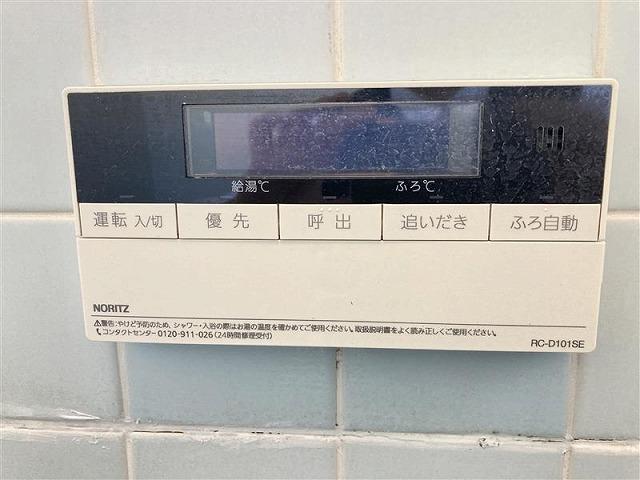 給湯℃ ふろ℃
運転 入/切 優先 呼出 追いだき ふろ自動
NORITZ
警告:やけど予防のため、シャワー・入浴の際はお湯の温度を確かめてご使用ください。取扱説明書をよく読み正しくご使用ください。
コンタクトセンター 0120-911-026 (24時間修理受付)
RC-D101SE